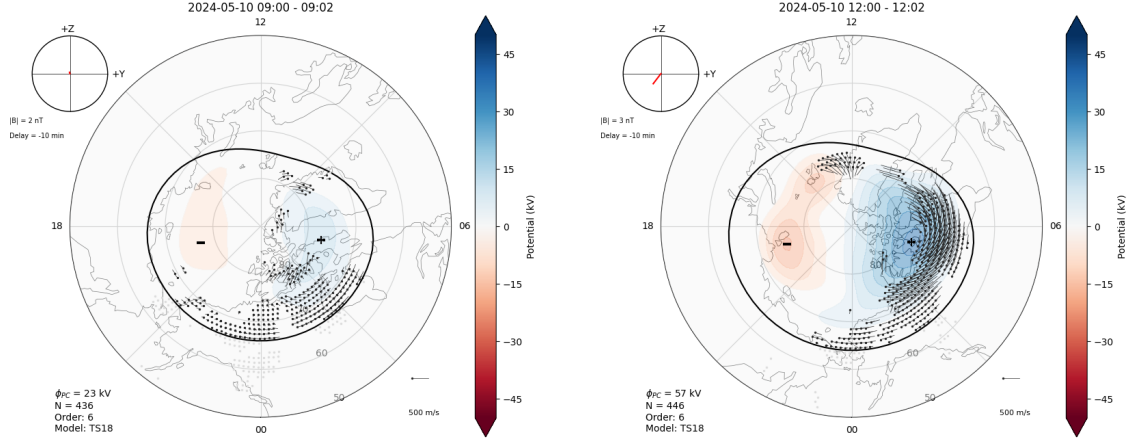 2024-05-10 09:00 - 09:02
12
+Z
+Y
|B| = 2 nT
Delay = -10 min
18
06
80
60
50
00
500 m/s
ϕPC = 23 kV
N = 436
Order: 6
Model: TS18
45
30
15
0
−15
−30
−45
Potential (kV)
2024-05-10 12:00 - 12:02
12
+Z
+Y
|B| = 3 nT
Delay = -10 min
18
06
80
60
50
00
500 m/s
ϕPC = 57 kV
N = 446
Order: 6
Model: TS18
45
30
15
0
−15
−30
−45
Potential (kV)